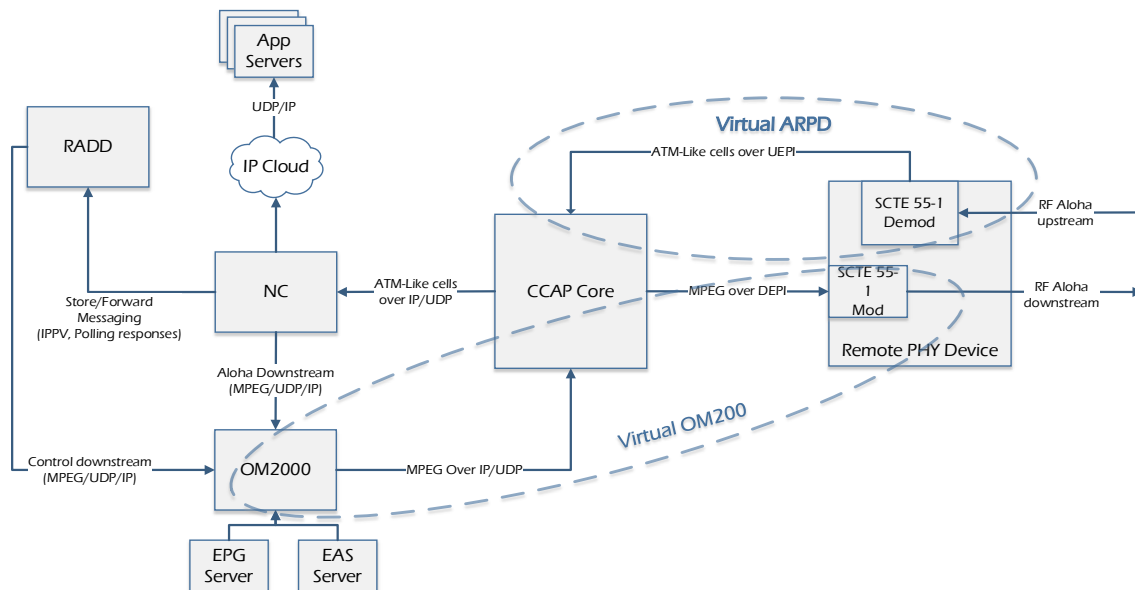 App
Servers
UDP/IP
IP Cloud
RADD
Virtual ARPD
ATM-Like cells over UEPI
SCTE 55-1
Demod
RF Aloha
upstream
NC
ATM-Like cells
over IP/UDP
CCAP Core
MPEG over DEPI
SCTE 55-
1
Mod
RF Aloha
downstream
Remote PHY Device
Store/Forward
Messaging
(IPPV, Polling responses)
Aloha Downstream
(MPEG/UDP/IP)
Virtual OM200
Control downstream
(MPEG/UDP/IP)
OM2000
MPEG Over IP/UDP
EPG
Server
EAS
Server